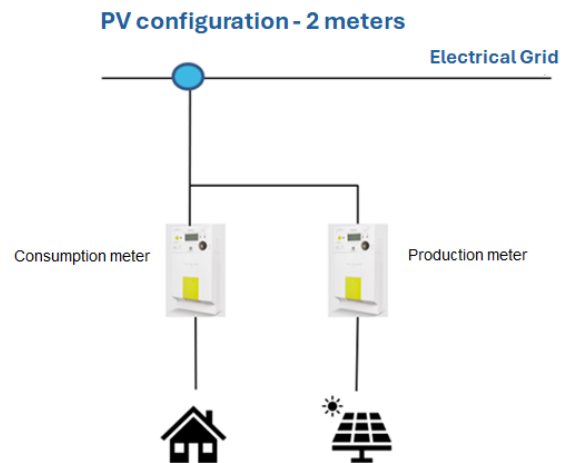 PV configuration - 2 meters
Electrical Grid
Consumption meter
Production meter